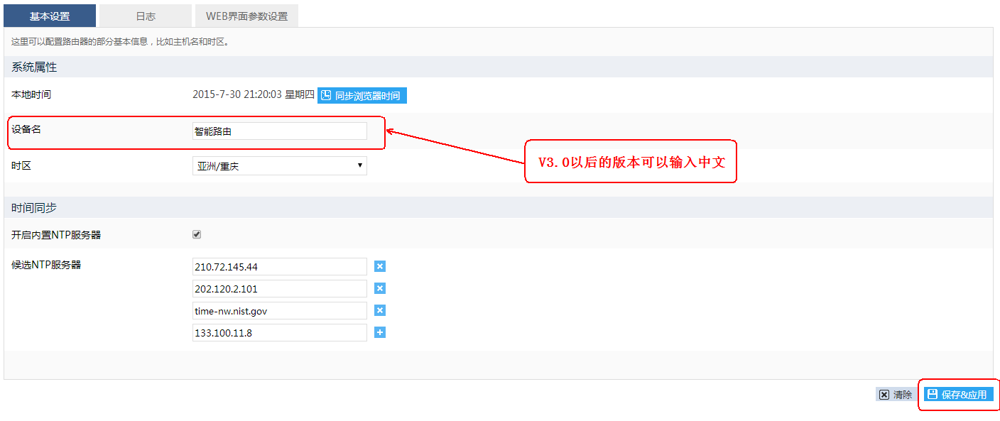 基本设置
日志
WEB界面参数设置
这里可以配置路由器的部分基本信息，比如主机名和时区。
系统属性
本地时间
2015-7-30 21:20:03 星期四
同步浏览器时间
设备名
智能路由
V3.0以后的版本可以输入中文
时区
亚洲/重庆
时间同步
开启内置NTP服务器
候选NTP服务器
210.72.145.44
202.120.2.101
time-nw.nist.gov
133.100.11.8
清除
保存&应用